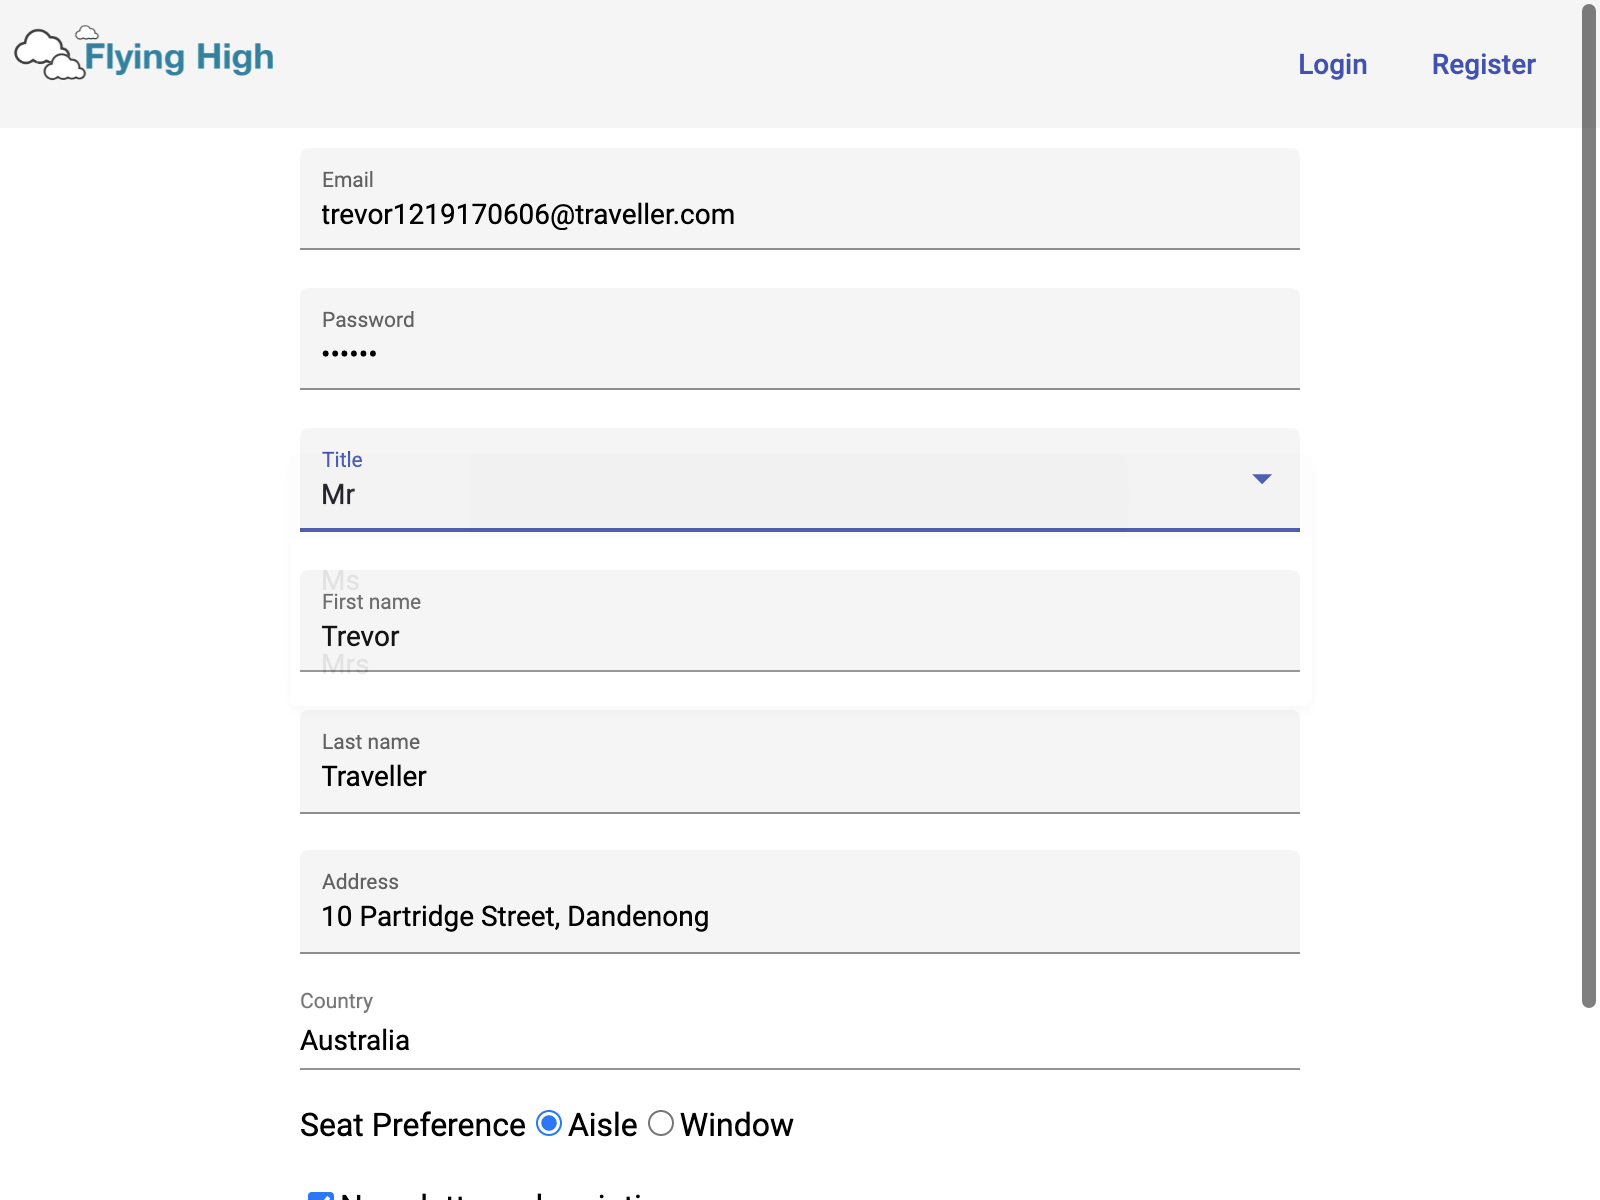 Flying High
Login Register
Email
trevor1219170606@traveller.com
Password
••••••
Title
Mr
Ms
First name
Trevor
Mrs
Last name
Traveller
Address
10 Partridge Street, Dandenong
Country
Australia
Seat Preference Aisle Window